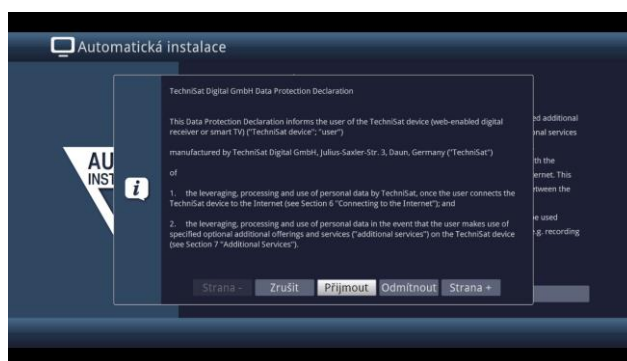 Automatická instalace
TechniSat Digital GmbH Data Protection Declaration
This Data Protection Declaration informs the user of the TechniSat device (web-enabled digital
receiver or smart TV) ("TechniSat device"; "user")
manufactured by TechniSat Digital GmbH, Julius-Saxler-Str. 3, Daun, Germany ("TechniSat")
of
1. the leveraging, processing and use of personal data by TechniSat, once the user connects the
TechniSat device to the Internet (see Section 6 "Connecting to the Internet"); and
2. the leveraging, processing and use of personal data in the event that the user makes use of
specified optional additional offerings and services ("additional services") on the TechniSat device
(see Section 7 "Additional Services").
AU
INST
i
additional
services
the
This
the
used
e.g. recording
Strana - Zrušit Přijmout Odmítnout Strana +